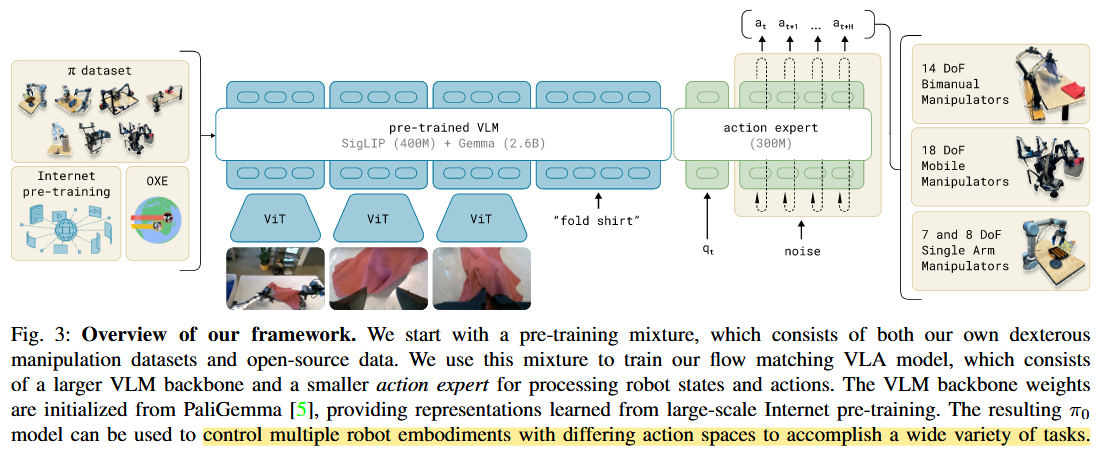 π dataset
Internet
pre-training
OXE
pre-trained VLM
SigLIP (400M) + Gemma (2.6B)
ViT
ViT
ViT
"fold shirt"
action expert
(300M)
qₜ
noise
aₜ aₜ₊₁ ... aₜ₊H
14 DoF
Bimanual
Manipulators
18 DoF
Mobile
Manipulators
7 and 8 DoF
Single Arm
Manipulators
Fig. 3: Overview of our framework. We start with a pre-training mixture, which consists of both our own dexterous
manipulation datasets and open-source data. We use this mixture to train our flow matching VLA model, which consists
of a larger VLM backbone and a smaller action expert for processing robot states and actions. The VLM backbone weights
are initialized from PaliGemma [5], providing representations learned from large-scale Internet pre-training. The resulting π₀
model can be used to control multiple robot embodiments with differing action spaces to accomplish a wide variety of tasks.